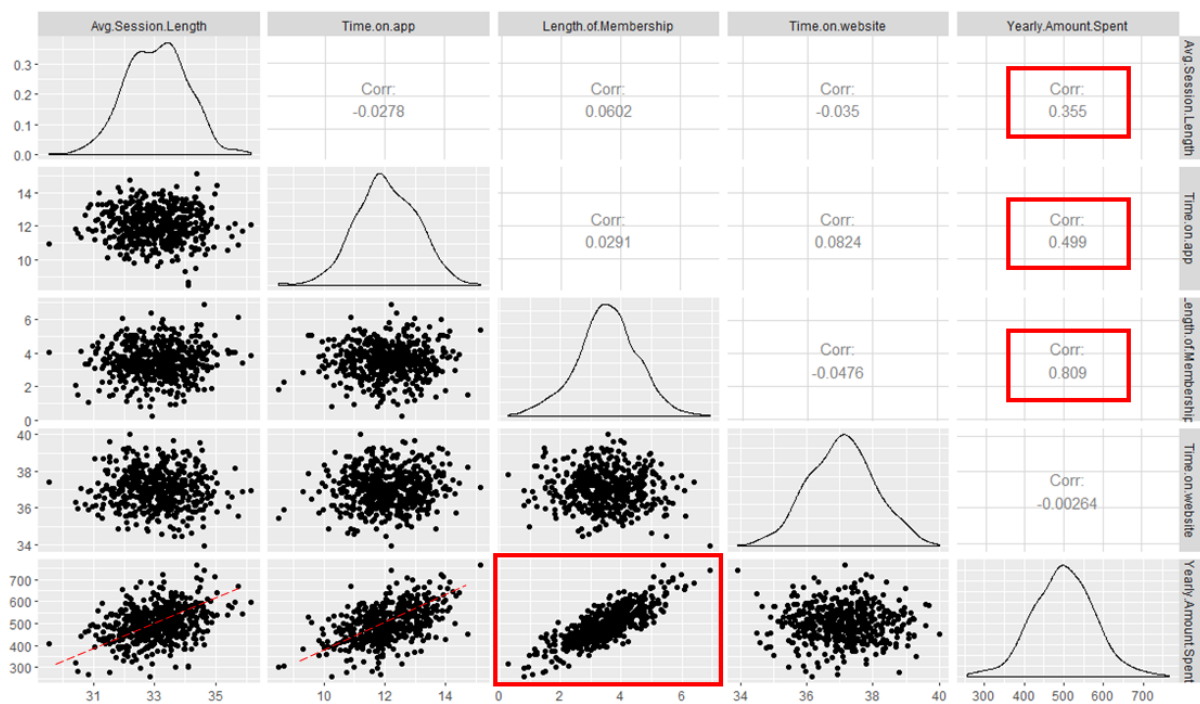 Avg.Session.Length Time.on.app Length.of.Membership Time.on.website Yearly.Amount.Spent
0.3
0.2
0.1
0.0
Corr:
-0.0278
Corr:
0.0602
Corr:
-0.035
Corr:
0.355
Avg.Session.Length
14
12
10
Corr:
0.0291
Corr:
0.0824
Corr:
0.499
Time.on.app
6
4
2
0
Corr:
-0.0476
Corr:
0.809
ength.of.Membership
40
38
36
34
Corr:
-0.00264
Time.on.website
700
600
500
400
300
Yearly.Amount.Spent
31 33 35 10 12 14 0 2 4 6 34 36 38 40 300 400 500 600 700